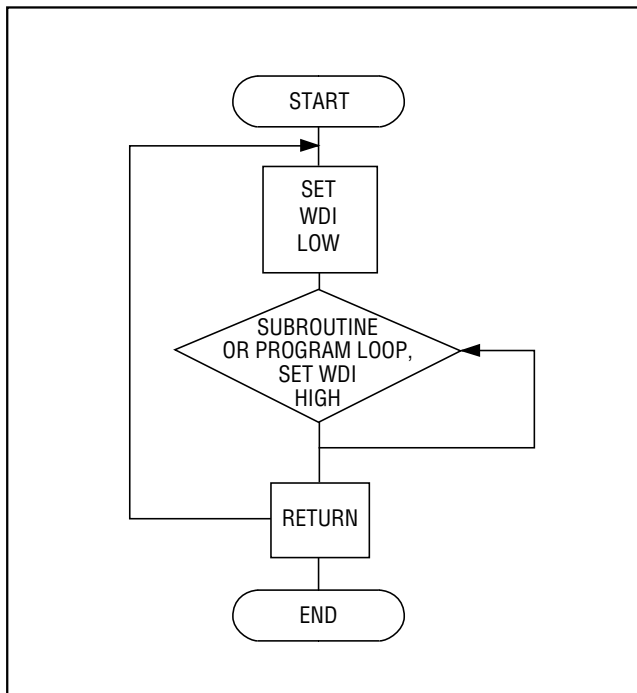 START
SET
WDI
LOW
SUBROUTINE
OR PROGRAM LOOP,
SET WDI
HIGH
RETURN
END